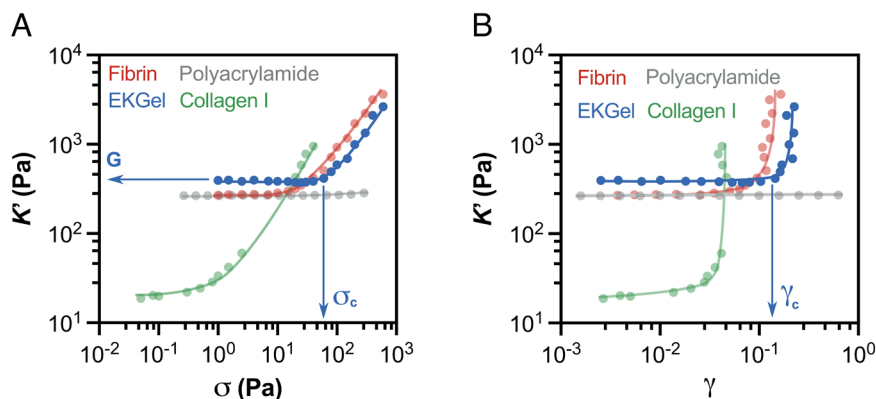 A
B
10⁴
10³
10²
10¹
K' (Pa)
Fibrin Polyacrylamide
EKGel Collagen I
G
σc
10⁻² 10⁻¹ 10⁰ 10¹ 10² 10³
σ (Pa)
10⁴
10³
10²
10¹
K' (Pa)
Fibrin Polyacrylamide
EKGel Collagen I
γc
10⁻³ 10⁻² 10⁻¹ 10⁰
γ